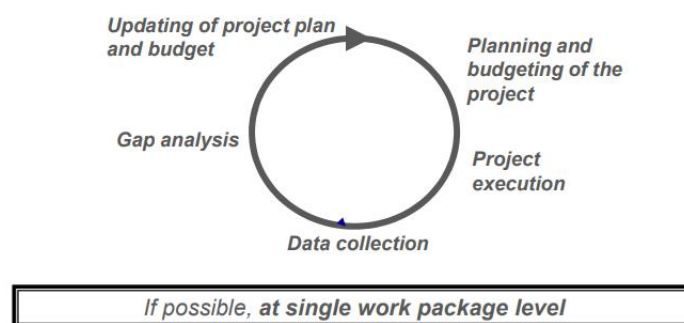 Updating of project plan
and budget
Planning and
budgeting of the
project
Gap analysis
Project
execution
Data collection
If possible, at single work package level